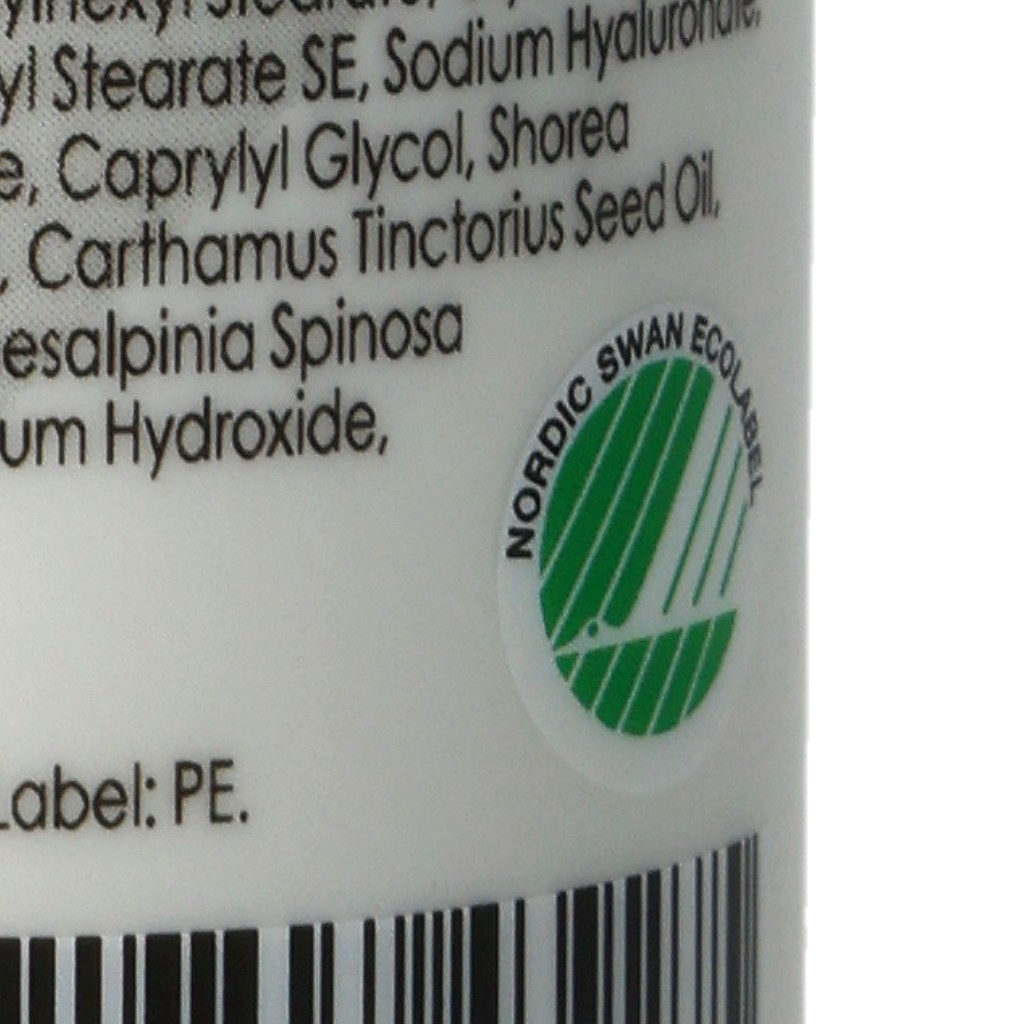 Stearate SE, Sodium Hyaluronate,
Caprylyl Glycol, Shorea
Carthamus Tinctorius Seed Oil,
esalpinia Spinosa
um Hydroxide,
NORDIC SWAN ECOLABEL
Label: PE.